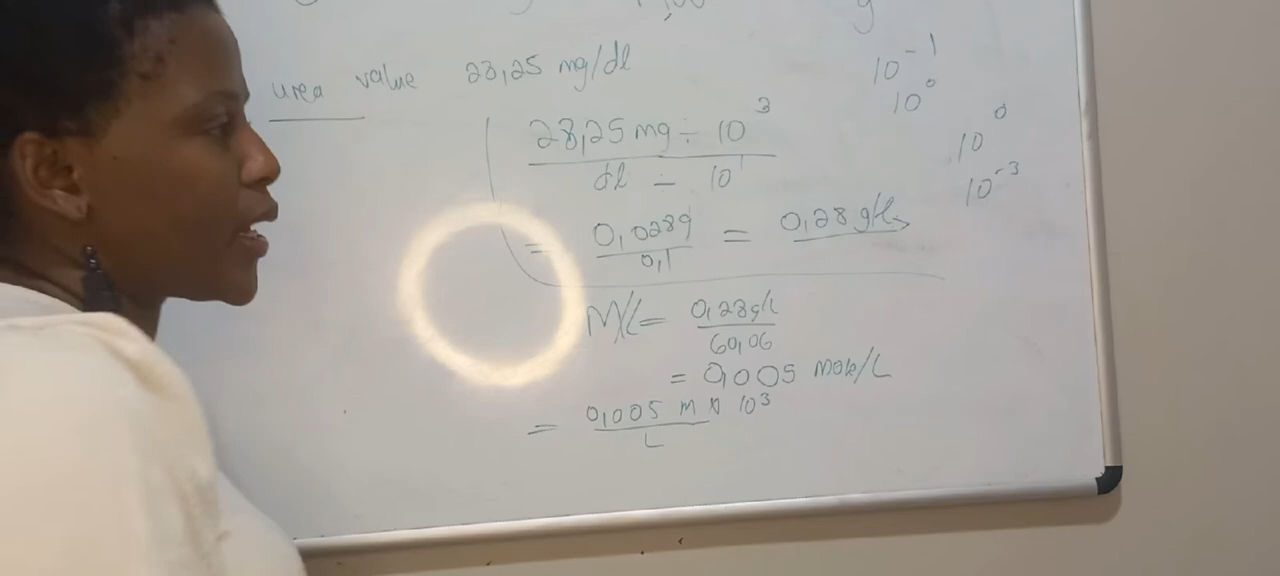 urea value 28,25 mg/dl
28,25 mg ÷ 10³
dl ÷ 10¹
= 0,028g / 0,1 = 0,28 g/L
M/L = 0,28g/L
60,06
= 0,005 mole/L
= 0,005 m x 10³
L
10⁻¹
10⁰
10⁰
10⁻³